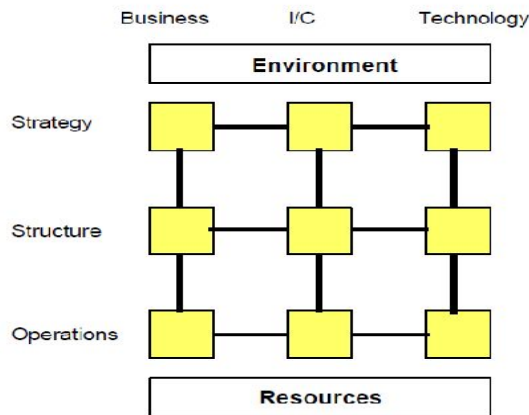 Business I/C Technology
Environment
Strategy
Structure
Operations
Resources